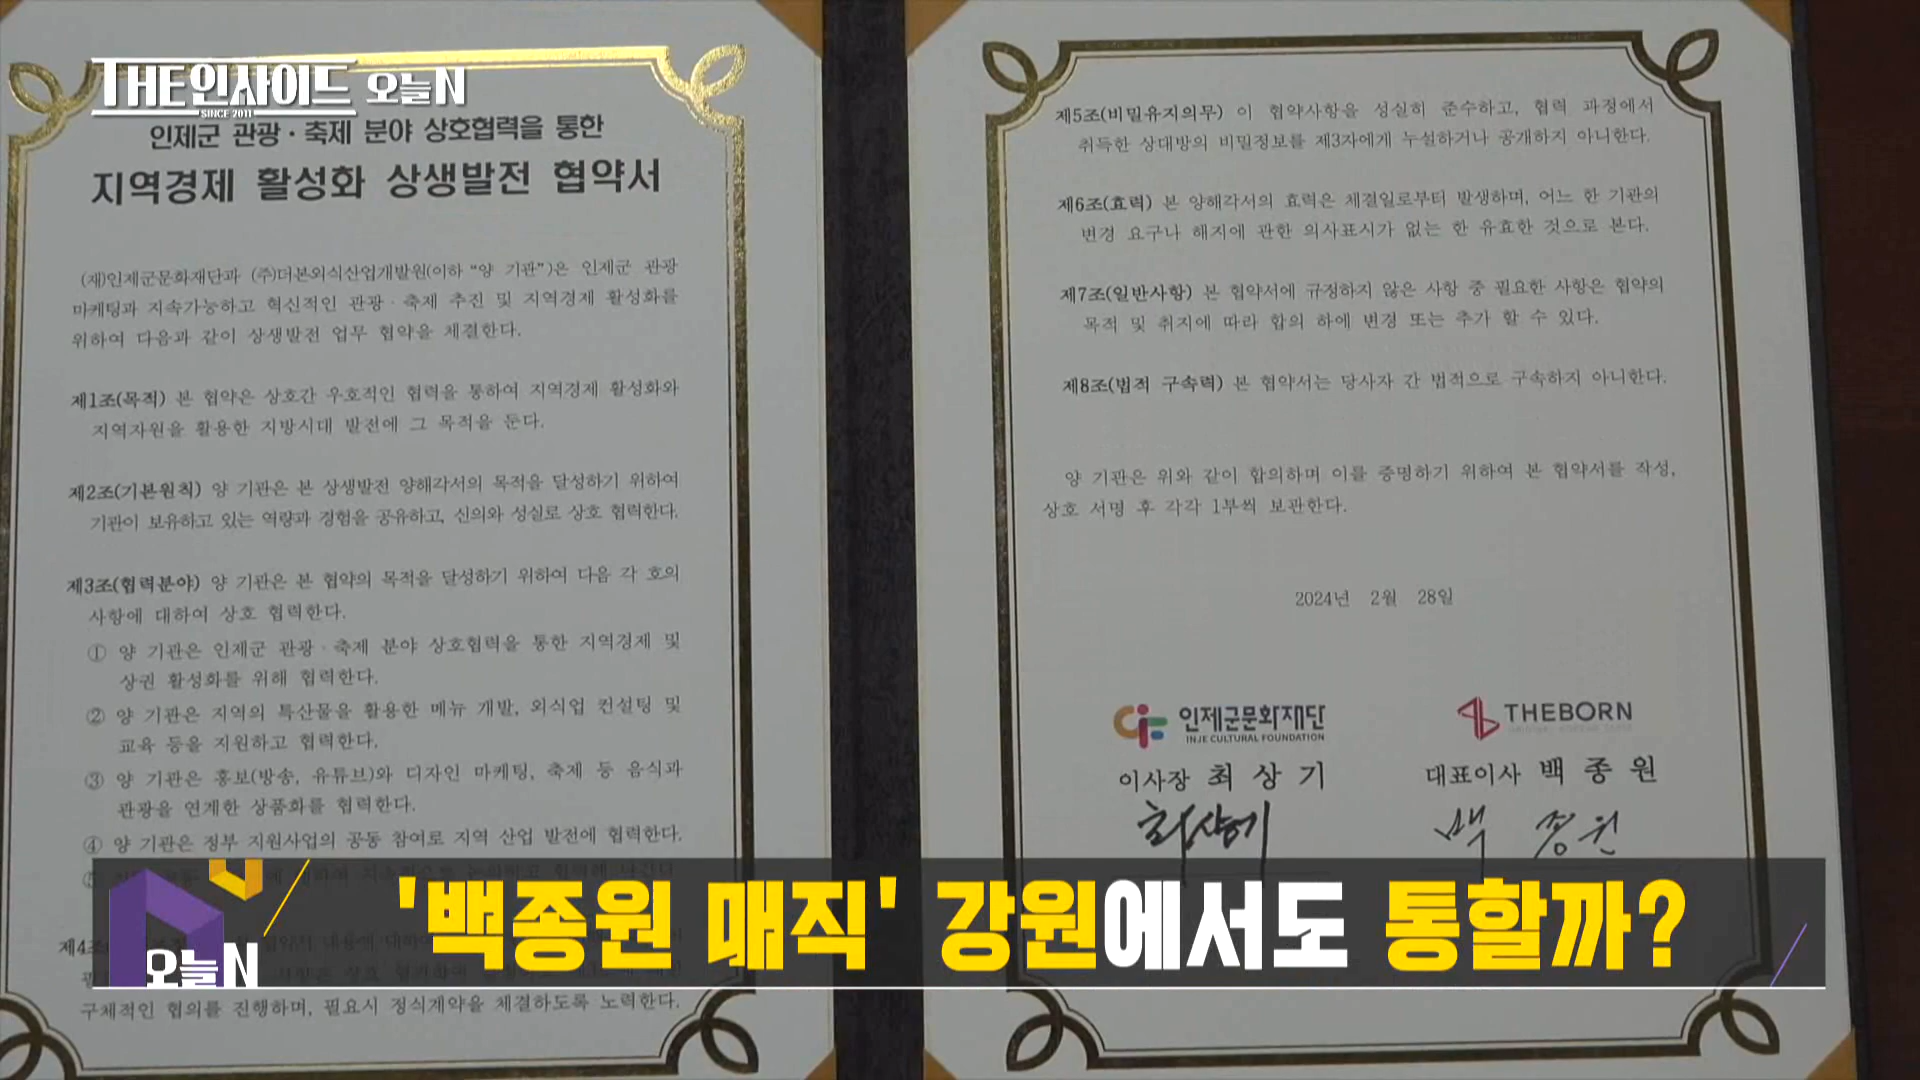 THE인사이드 오늘N
SINCE 2011
인제군 관광·축제 분야 상호협력을 통한
지역경제 활성화 상생발전 협약서
(재)인제군문화재단과 (주)더본외식산업개발원(이하 “양 기관”)은 인제군 관광
마케팅과 지속가능하고 혁신적인 관광·축제 추진 및 지역경제 활성화를
위하여 다음과 같이 상생발전 업무 협약을 체결한다.
제1조(목적) 본 협약은 상호간 우호적인 협력을 통하여 지역경제 활성화와
지역자원을 활용한 지방시대 발전에 그 목적을 둔다.
제2조(기본원칙) 양 기관은 본 상생발전 양해각서의 목적을 달성하기 위하여
기관이 보유하고 있는 역량과 경험을 공유하고, 신의와 성실로 상호 협력한다.
제3조(협력분야) 양 기관은 본 협약의 목적을 달성하기 위하여 다음 각 호의
사항에 대하여 상호 협력한다.
① 양 기관은 인제군 관광·축제 분야 상호협력을 통한 지역경제 및
상권 활성화를 위해 협력한다.
② 양 기관은 지역의 특산물을 활용한 메뉴 개발, 외식업 컨설팅 및
교육 등을 지원하고 협력한다.
③ 양 기관은 홍보(방송, 유튜브)와 디자인 마케팅, 축제 등 음식과
관광을 연계한 상품화를 협력한다.
④ 양 기관은 정부 지원사업의 공동 참여로 지역 산업 발전에 협력한다.
⑤
제4조
구체적인 협의를 진행하며, 필요시 정식계약을 체결하도록 노력한다.
제5조(비밀유지의무) 이 협약사항을 성실히 준수하고, 협력 과정에서
취득한 상대방의 비밀정보를 제3자에게 누설하거나 공개하지 아니한다.
제6조(효력) 본 양해각서의 효력은 체결일로부터 발생하며, 어느 한 기관의
변경 요구나 해지에 관한 의사표시가 없는 한 유효한 것으로 본다.
제7조(일반사항) 본 협약서에 규정하지 않은 사항 중 필요한 사항은 협약의
목적 및 취지에 따라 합의 하에 변경 또는 추가 할 수 있다.
제8조(법적 구속력) 본 협약서는 당사자 간 법적으로 구속하지 아니한다.
양 기관은 위와 같이 합의하며 이를 증명하기 위하여 본 협약서를 작성,
상호 서명 후 각각 1부씩 보관한다.
2024년 2월 28일
인제군문화재단
INJE CULTURAL FOUNDATION
이사장 최 상 기
최상기
THEBORN
대표이사 백 종 원
백 종 원
오늘N
'백종원 매직' 강원에서도 통할까?